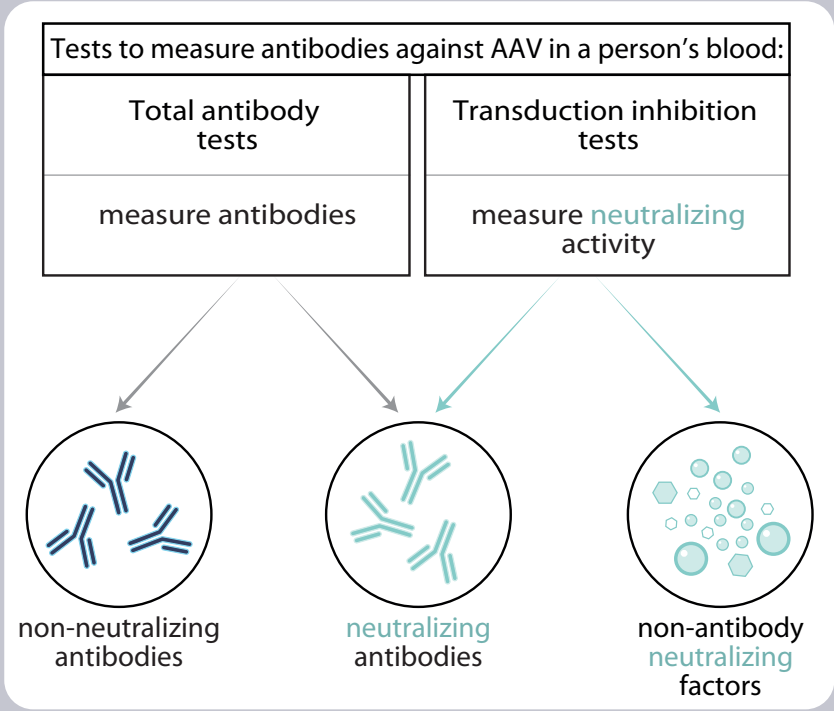 Tests to measure antibodies against AAV in a person's blood:
Total antibody
tests
measure antibodies
Transduction inhibition
tests
measure neutralizing
activity
non-neutralizing
antibodies
neutralizing
antibodies
non-antibody
neutralizing
factors